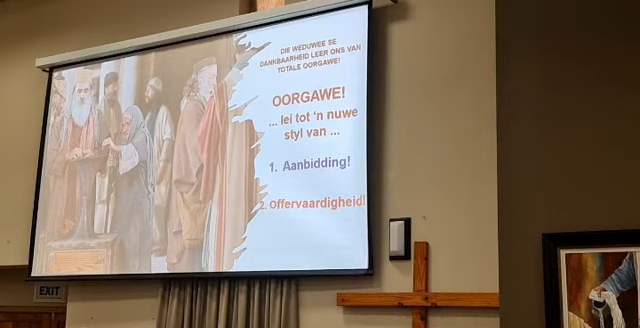 DIE WEDUWEE SE
DANKBAARHEID LEER ONS VAN
TOTALE OORGAWE!
OORGAWE!
... lei tot 'n nuwe
styl van ...
1. Aanbidding!
2. Offervaardigheid!
EXIT